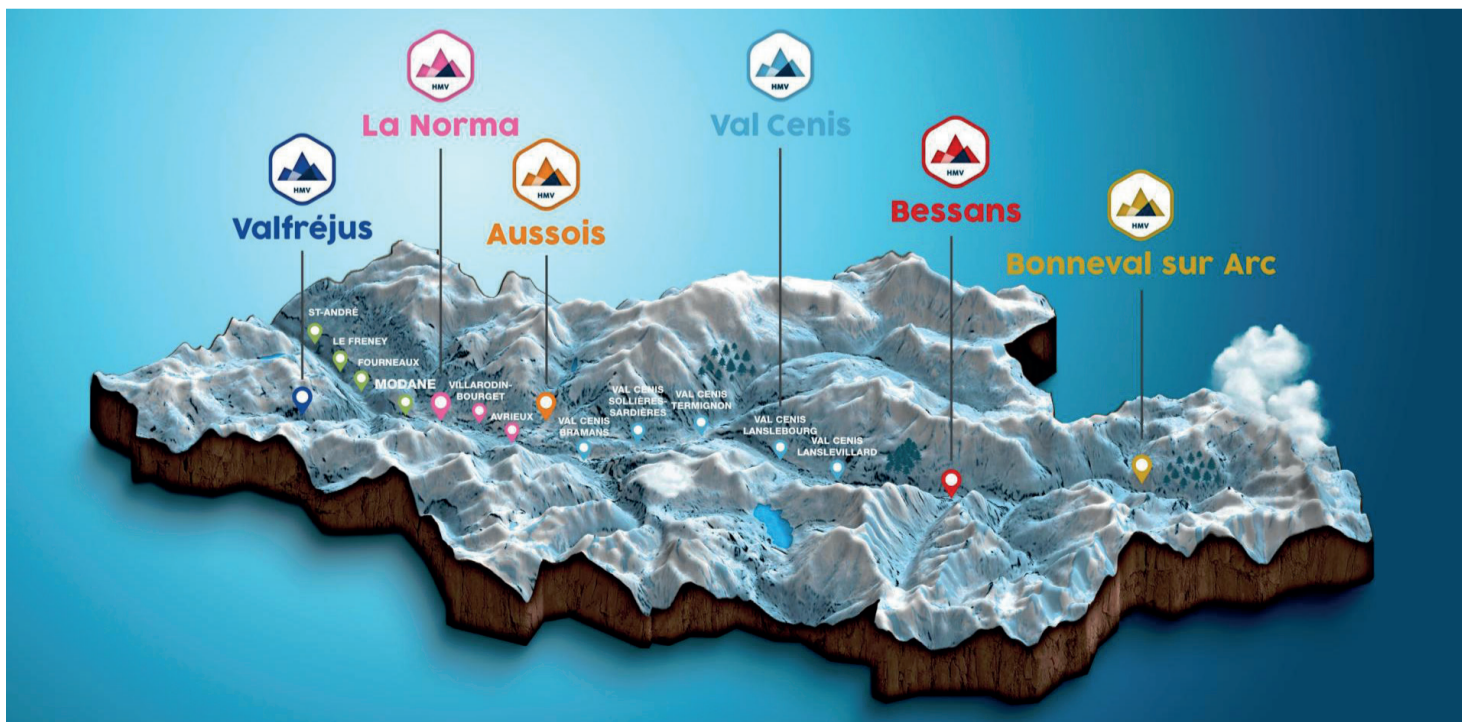 HMV
La Norma
HMV
Val Cenis
HMV
Valfréjus
HMV
Aussois
HMV
Bessans
HMV
Bonneval sur Arc
ST-ANDRÉ
LE FRENEY
FOURNEAUX
MODANE
VILLARODIN-
BOURGET
AVRIEUX
VAL CENIS
BRAMANS
VAL CENIS
SOLLIÈRES-
SARDIÈRES
VAL CENIS
TERMIGNON
VAL CENIS
LANSLEBOURG
VAL CENIS
LANSLEVILLARD